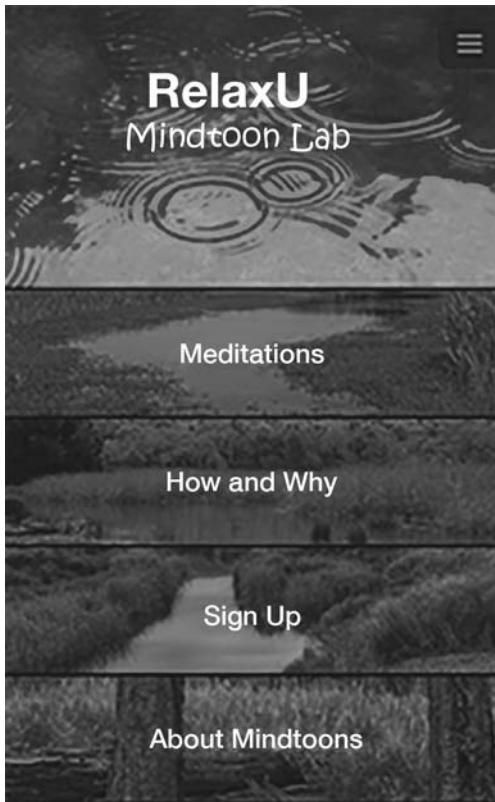 RelaxU
Mindtoon Lab
Meditations
How and Why
Sign Up
About Mindtoons